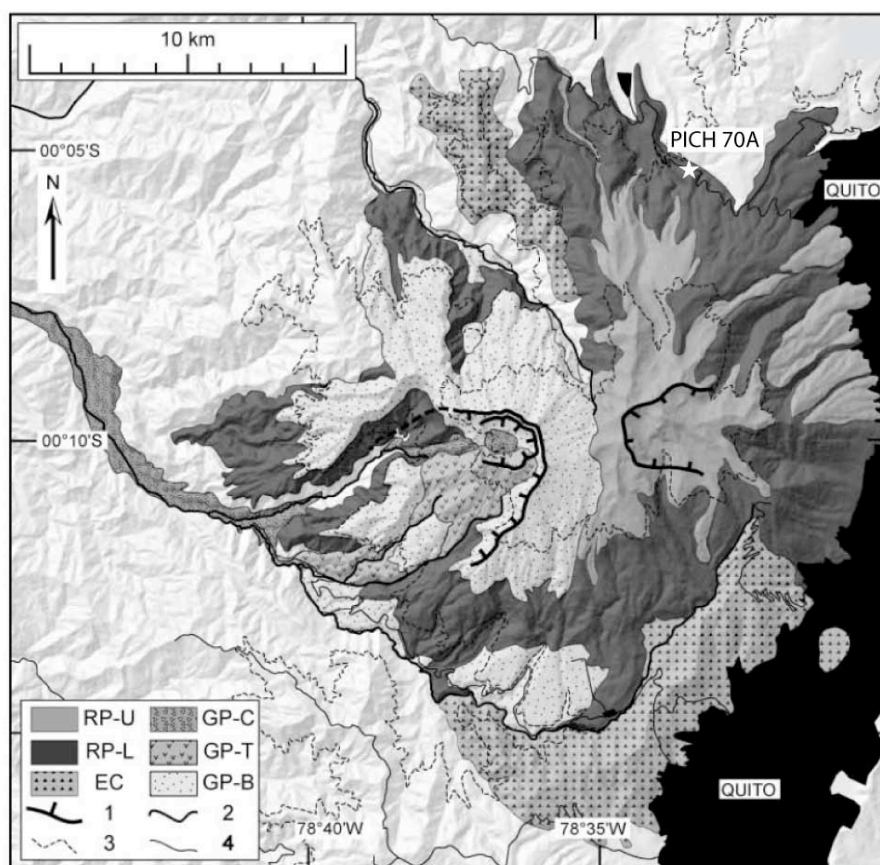 10 km
00°05'S
N
PICH 70A
QUITO
00°10'S
RP-U GP-C
RP-L GP-T
EC GP-B
1 2
3 4
78°40'W
78°35'W
QUITO